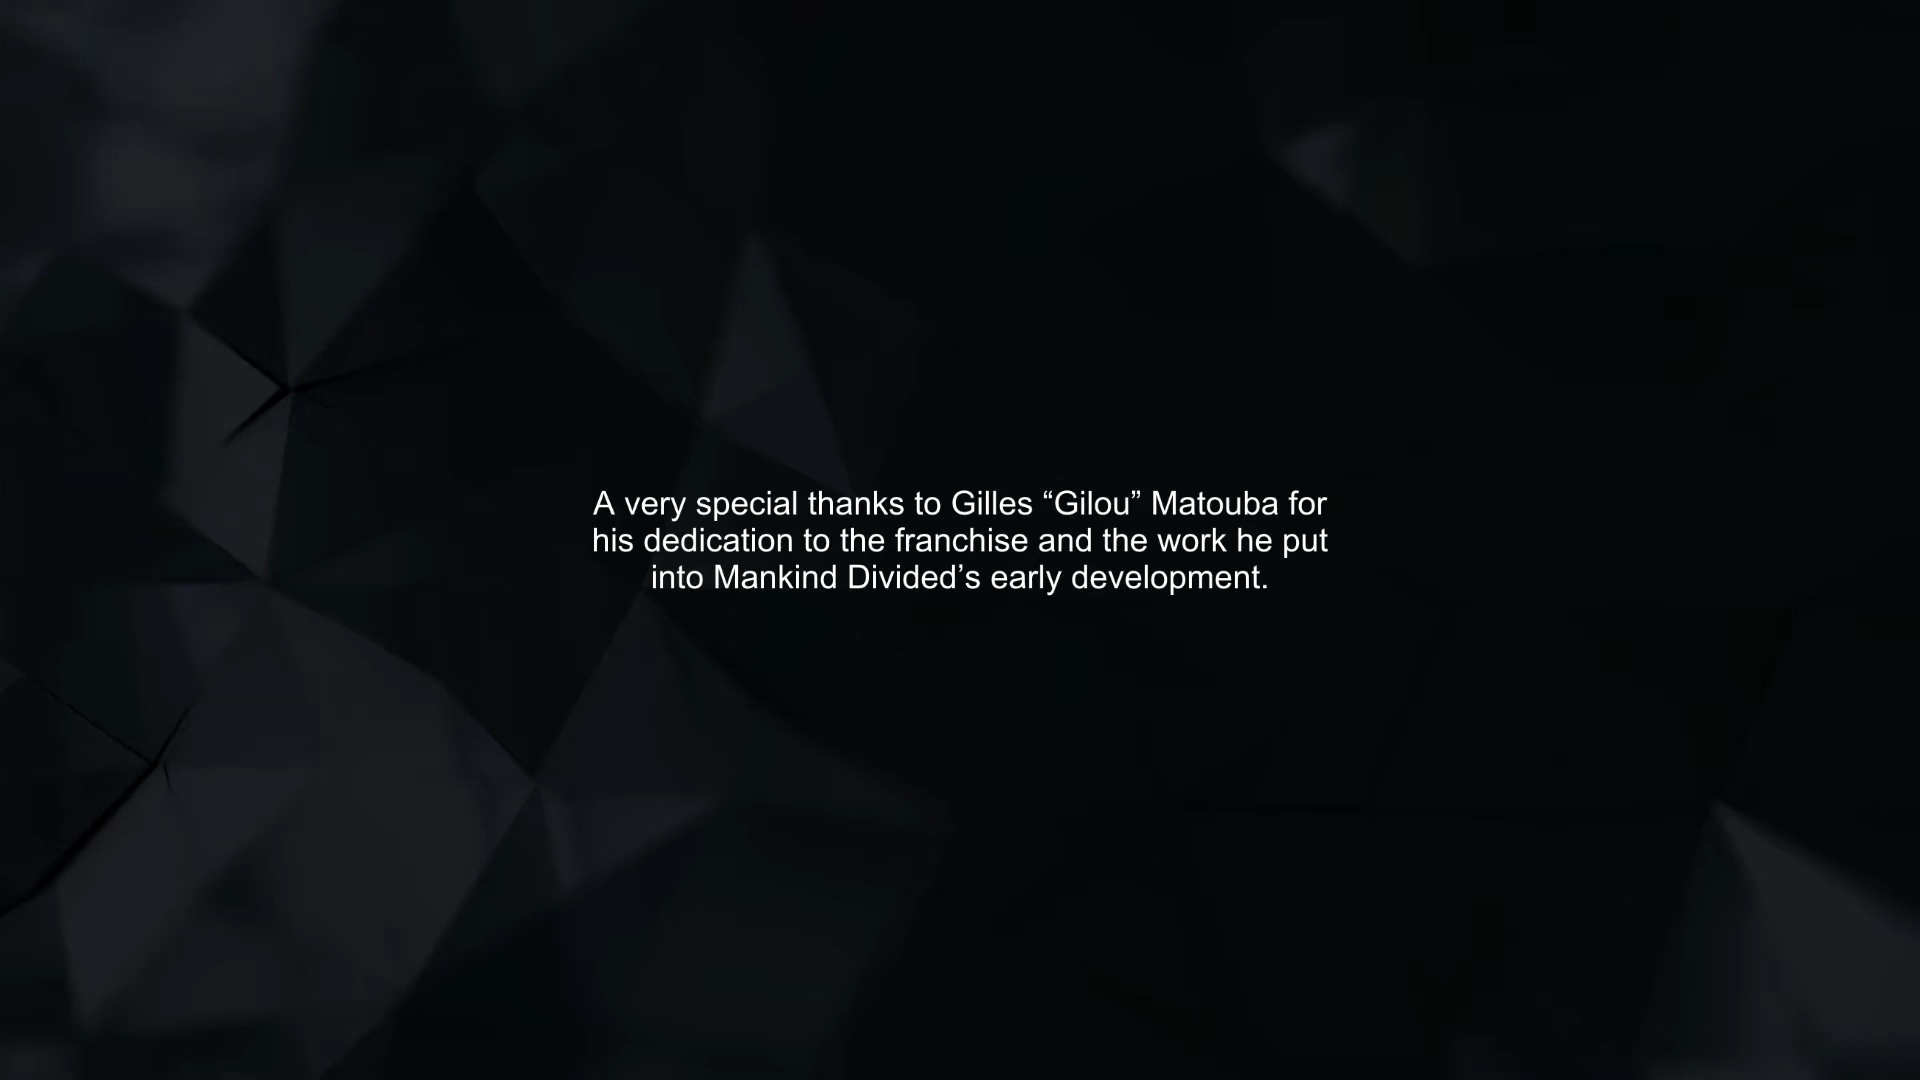 A very special thanks to Gilles “Gilou” Matouba for
his dedication to the franchise and the work he put
into Mankind Divided’s early development.